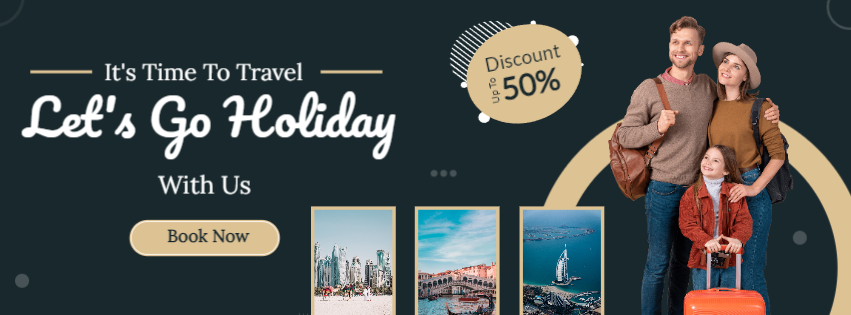 It's Time To Travel
Let's Go Holiday
With Us
Book Now
Discount
UP To 50%